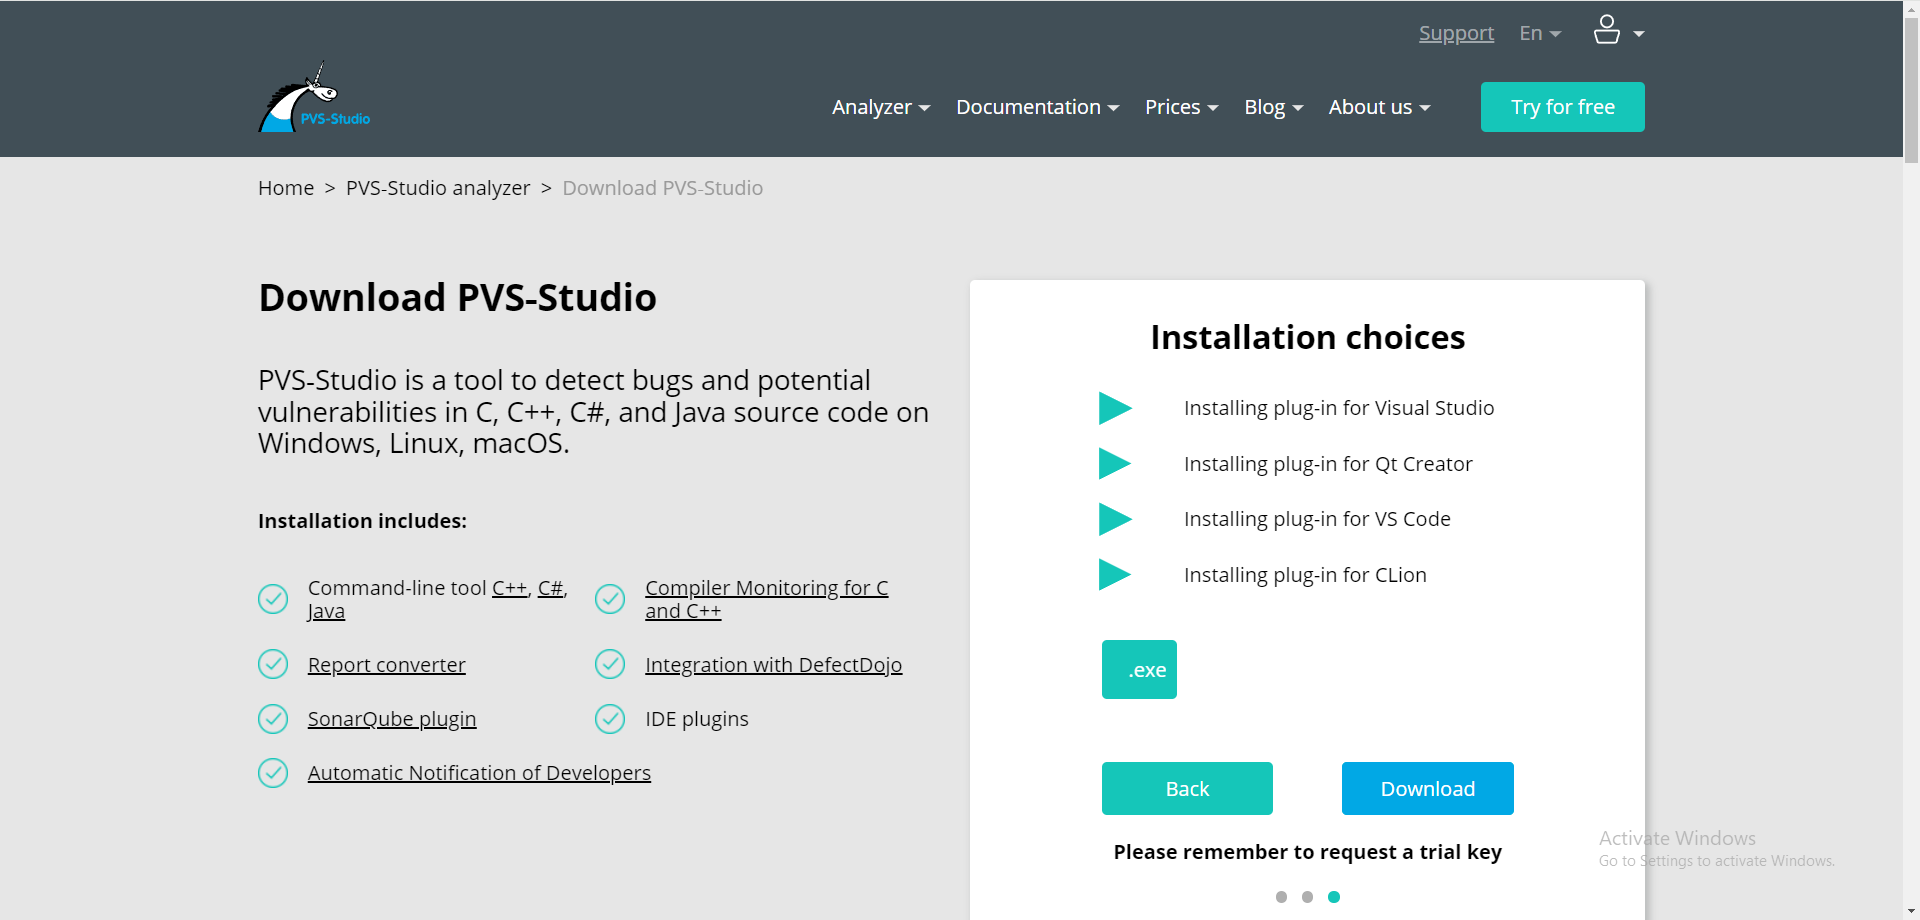 Support En
PVS-Studio
Analyzer Documentation Prices Blog About us Try for free
Home > PVS-Studio analyzer > Download PVS-Studio
Download PVS-Studio
PVS-Studio is a tool to detect bugs and potential
vulnerabilities in C, C++, C#, and Java source code on
Windows, Linux, macOS.
Installation includes:
Command-line tool C++, C#,
Java
Compiler Monitoring for C
and C++
Report converter
Integration with DefectDojo
SonarQube plugin
IDE plugins
Automatic Notification of Developers
Installation choices
Installing plug-in for Visual Studio
Installing plug-in for Qt Creator
Installing plug-in for VS Code
Installing plug-in for CLion
.exe
Back Download
Please remember to request a trial key
Activate Windows
Go to Settings to activate Windows.